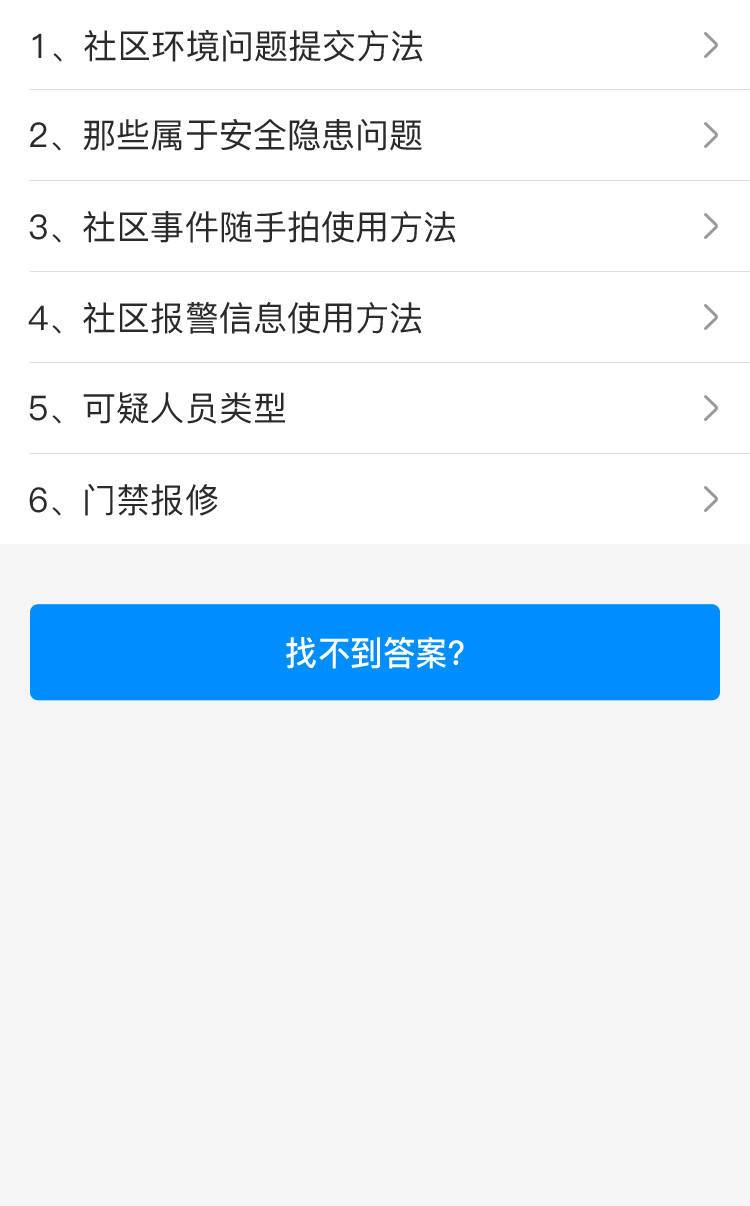 1、社区环境问题提交方法
2、那些属于安全隐患问题
3、社区事件随手拍使用方法
4、社区报警信息使用方法
5、可疑人员类型
6、门禁报修
找不到答案?